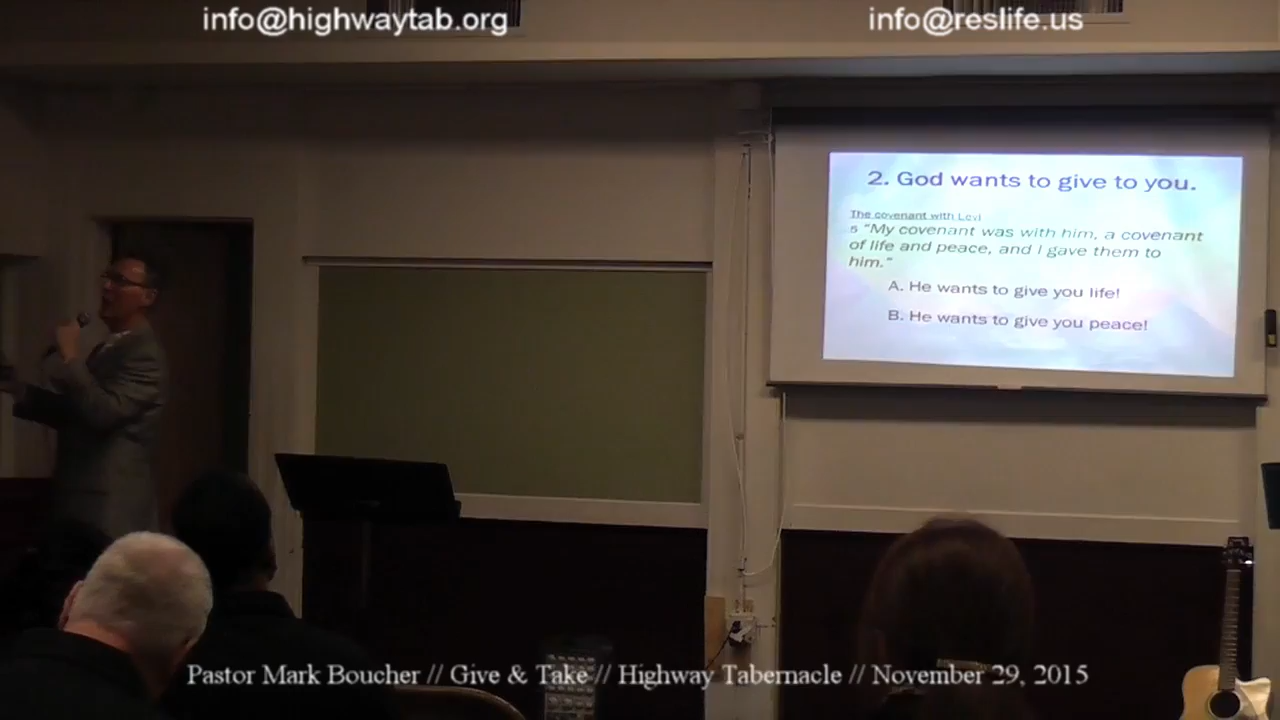 info@highwaytab.org
info@reslife.us
2. God wants to give to you.
The covenant with Levi
5 "My covenant was with him, a covenant
of life and peace, and I gave them to
him."
A. He wants to give you life!
B. He wants to give you peace!
Pastor Mark Boucher // Give & Take // Highway Tabernacle // November 29, 2015